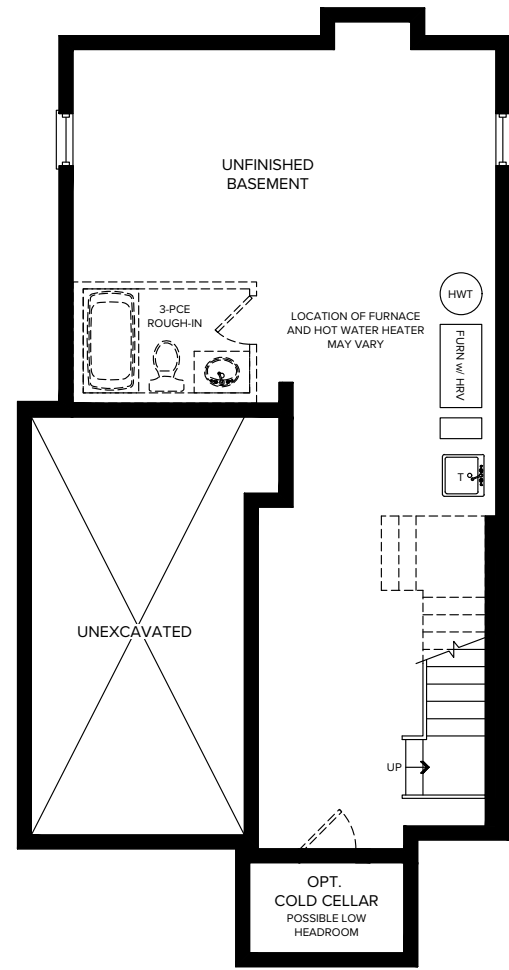 UNFINISHED
BASEMENT
HWT
3-PCE
ROUGH-IN
LOCATION OF FURNACE
AND HOT WATER HEATER
MAY VARY
FURN w/ HRV
T
UNEXCAVATED
UP
OPT.
COLD CELLAR
POSSIBLE LOW
HEADROOM